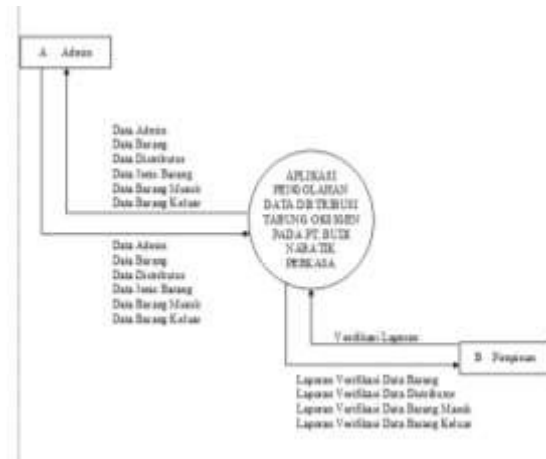 A Admin
Data Admin
Data Barang
Data Distributor
Data Jenis Barang
Data Barang Masuk
Data Barang Keluar
APLIKASI
PENGOLAHAN
DATA DISTRIBUSI
TABUNG OKSIGEN
PADA PT. BUDI
NABATIK
PERKASA
Data Admin
Data Barang
Data Distributor
Data Jenis Barang
Data Barang Masuk
Data Barang Keluar
Verifikasi Laporan
B Pimpinan
Laporan Verifikasi Data Barang
Laporan Verifikasi Data Distributor
Laporan Verifikasi Data Barang Masuk
Laporan Verifikasi Data Barang Keluar